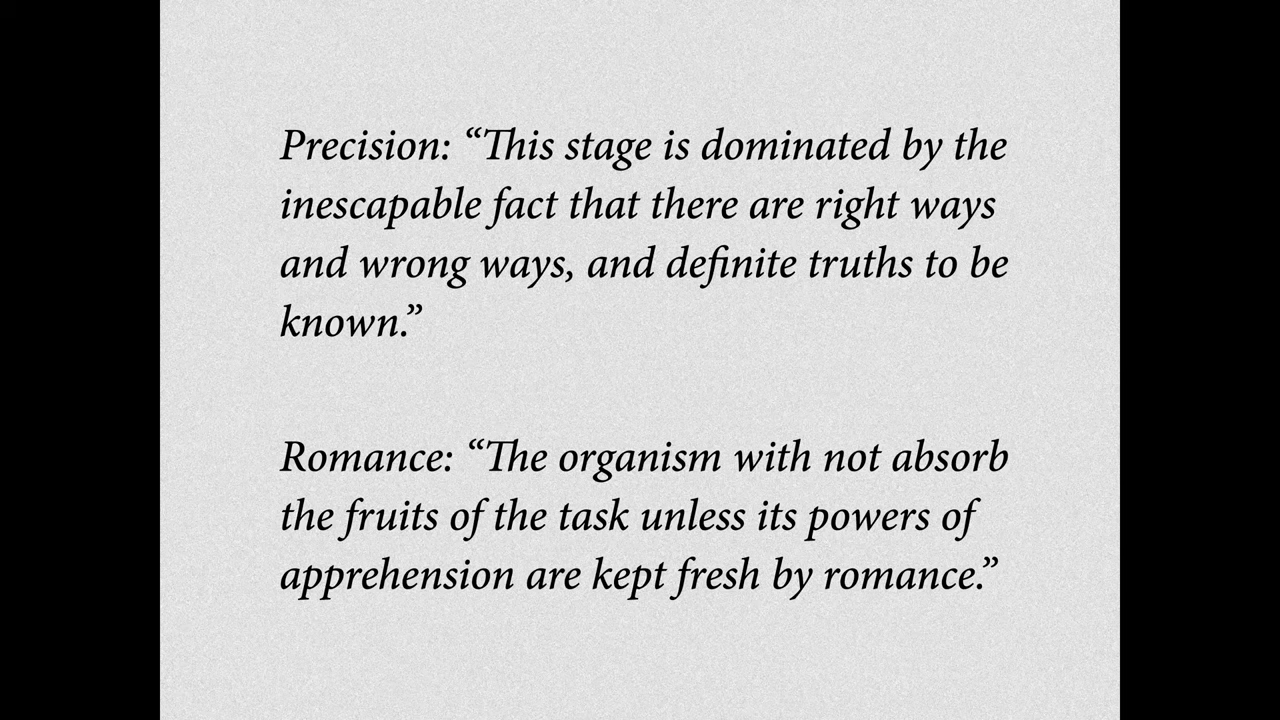 Precision: “This stage is dominated by the
inescapable fact that there are right ways
and wrong ways, and definite truths to be
known.”
Romance: “The organism with not absorb
the fruits of the task unless its powers of
apprehension are kept fresh by romance.”